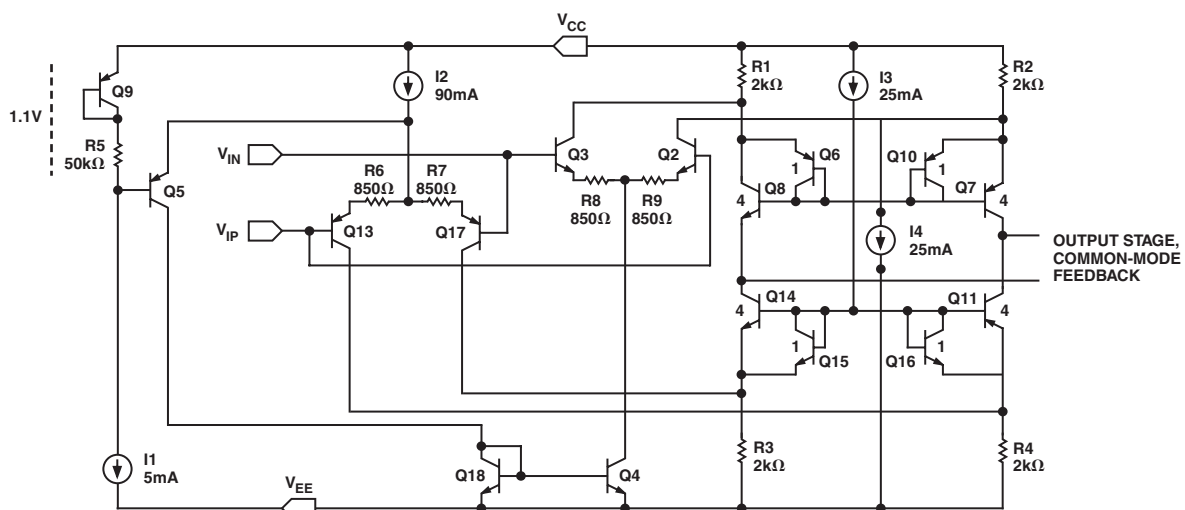 V_CC
I2
90mA
R1
2kΩ
I3
25mA
R2
2kΩ
Q9
1.1V
R5
50kΩ
V_IN
Q3
Q2
Q6
1
Q10
1
Q5
R6
850Ω
R7
850Ω
R8
850Ω
R9
850Ω
Q8
4
Q7
4
V_IP
Q13
Q17
I4
25mA
OUTPUT STAGE,
COMMON-MODE
FEEDBACK
Q14
4
Q11
4
1
Q15
1
Q16
I1
5mA
Q18
Q4
R3
2kΩ
R4
2kΩ
V_EE